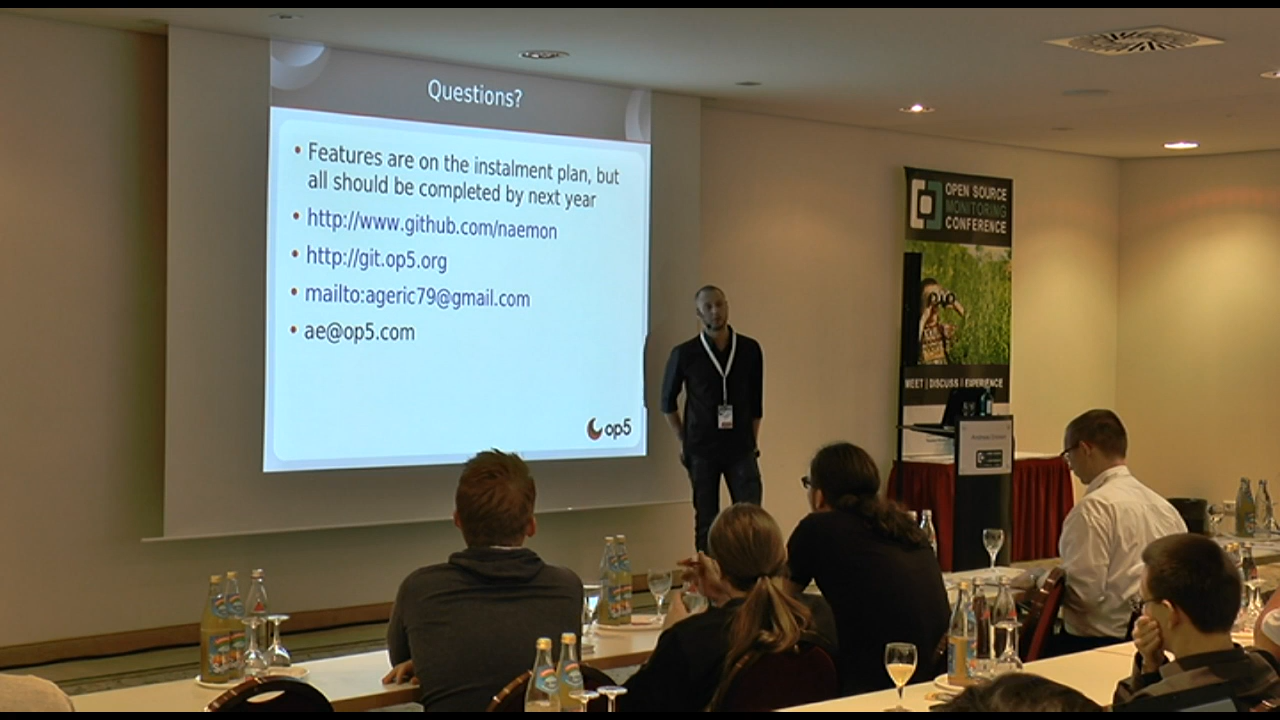 Questions?
• Features are on the instalment plan, but
all should be completed by next year
• http://www.github.com/naemon
• http://git.op5.org
• mailto:ageric79@gmail.com
• ae@op5.com
op5
OPEN SOURCE
MONITORING
CONFERENCE
MEET | DISCUSS | EXPERIENCE
Andreas